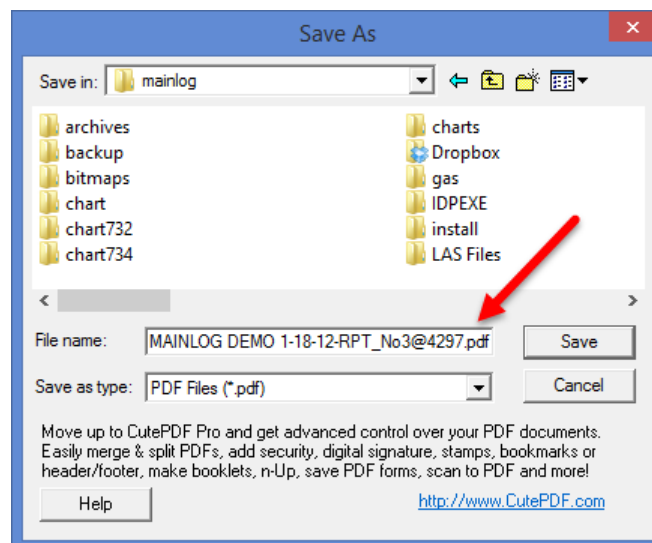 Save As
Save in: mainlog
archives
backup
bitmaps
chart
chart732
chart734
charts
Dropbox
gas
IDPEXE
install
LAS Files
File name: MAINLOG DEMO 1-18-12-RPT_No3@4297.pdf Save
Save as type: PDF Files (*.pdf) Cancel
Move up to CutePDF Pro and get advanced control over your PDF documents.
Easily merge & split PDFs, add security, digital signature, stamps, bookmarks or
header/footer, make booklets, n-Up, save PDF forms, scan to PDF and more!
Help http://www.CutePDF.com